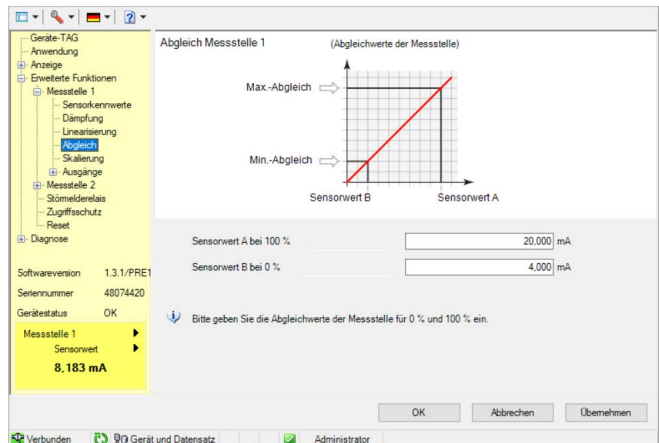 Geräte-TAG
Anwendung
Anzeige
Erweiterte Funktionen
Messstelle 1
Sensorkennwerte
Dämpfung
Linearisierung
Abgleich
Skalierung
Ausgänge
Messstelle 2
Störmelderelais
Zugriffsschutz
Reset
Diagnose
Softwareversion 1.3.1/PRE1
Seriennummer 48074420
Gerätestatus OK
Messstelle 1
Sensorwert
8,183 mA
Abgleich Messstelle 1
(Abgleichwerte der Messstelle)
Max.-Abgleich
Min.-Abgleich
Sensorwert B
Sensorwert A
Sensorwert A bei 100 % 20,000 mA
Sensorwert B bei 0 % 4,000 mA
Bitte geben Sie die Abgleichwerte der Messstelle für 0 % und 100 % ein.
OK Abbrechen Übernehmen
Verbunden Gerät und Datensatz Administrator